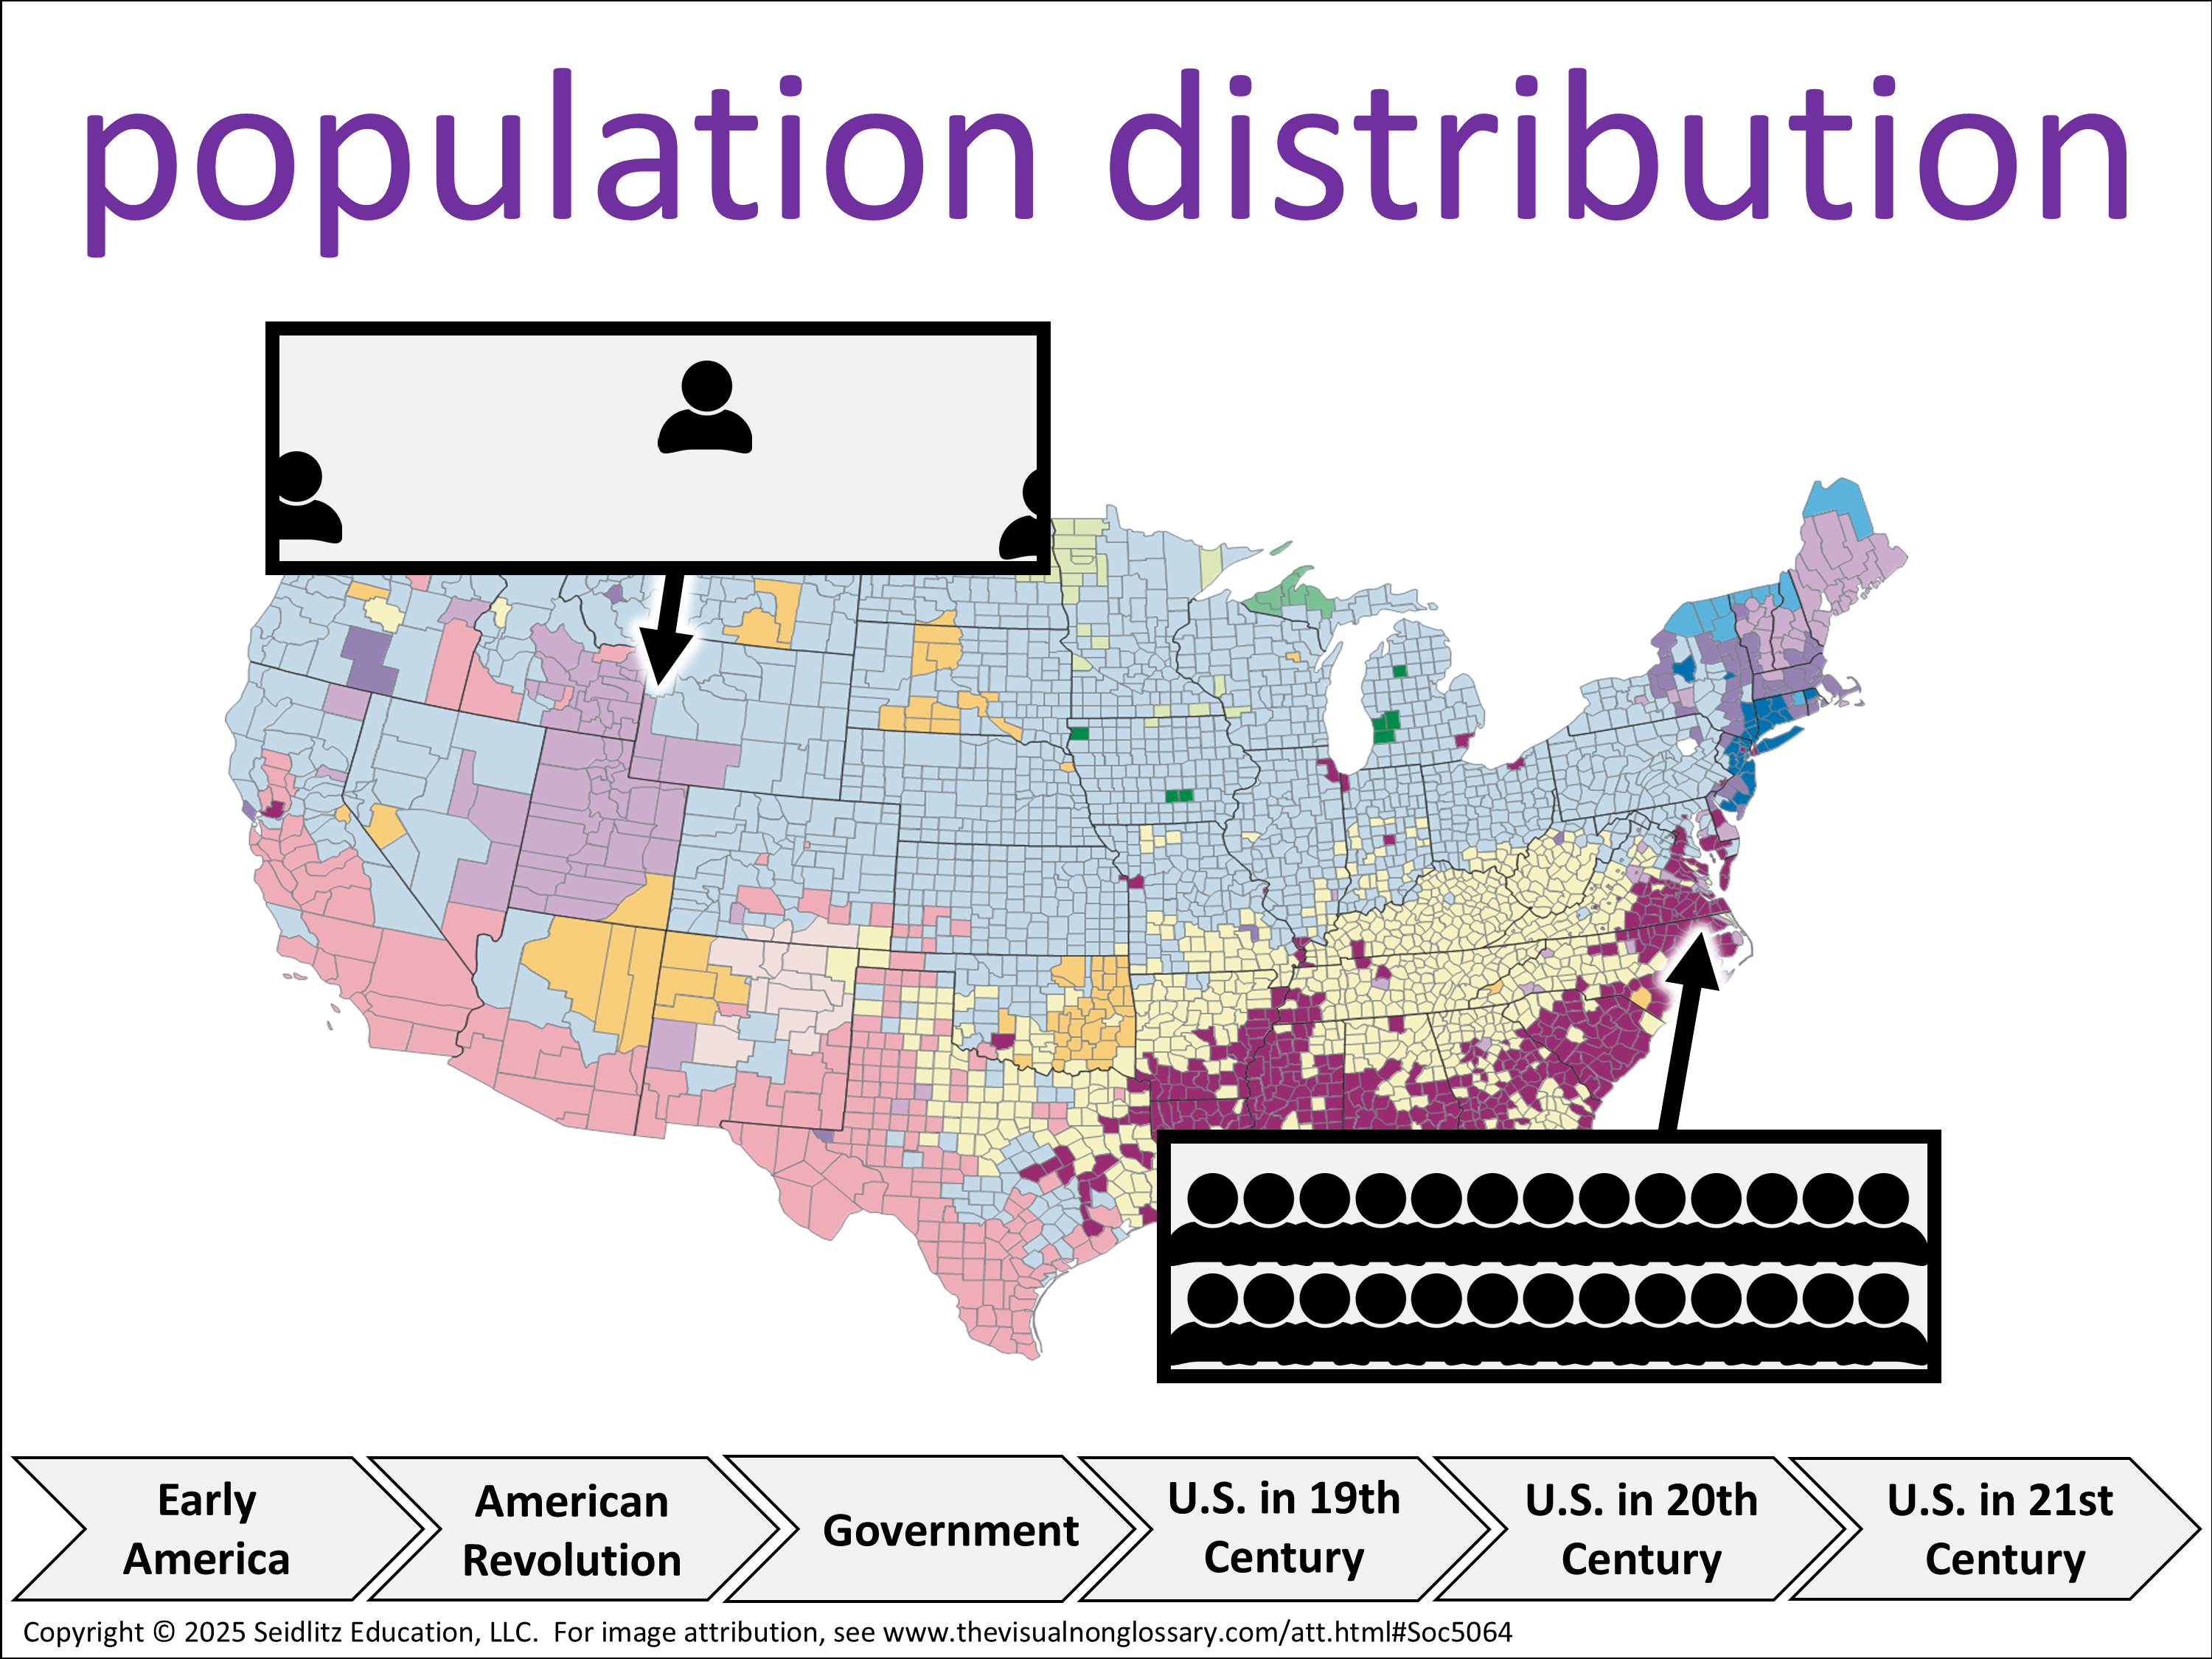 population distribution
Early
America
American
Revolution
Government
U.S. in 19th
Century
U.S. in 20th
Century
U.S. in 21st
Century
Copyright © 2025 Seidlitz Education, LLC.  For image attribution, see www.thevisualnonglossary.com/att.html#Soc5064